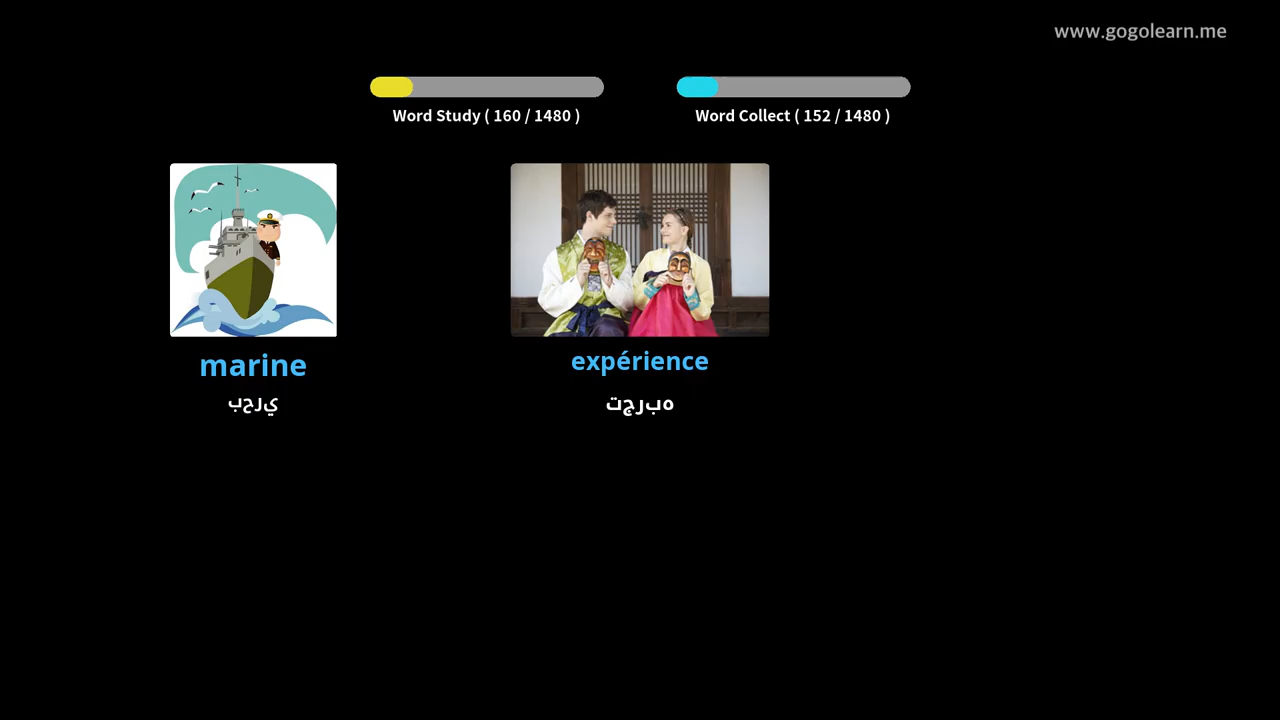 www.gogolearn.me
Word Study ( 160 / 1480 )
Word Collect ( 152 / 1480 )
marine
بحري
expérience
تجربه